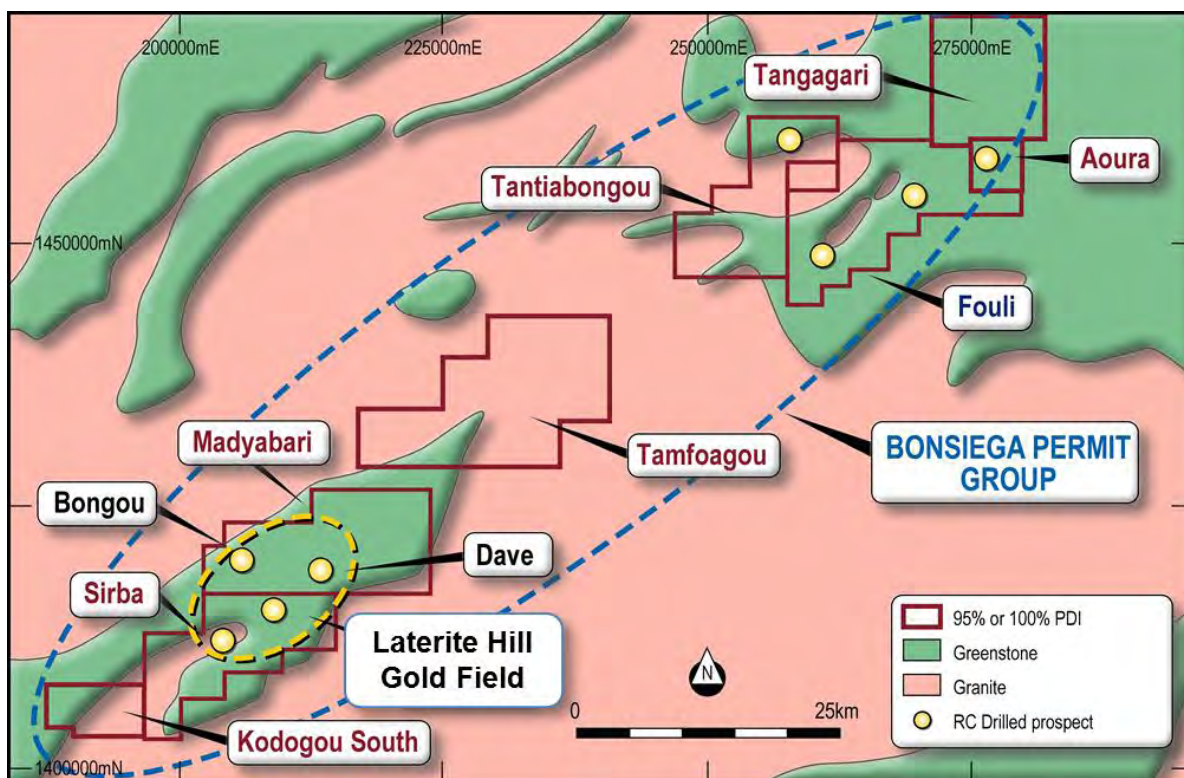 200000mE
225000mE
250000mE
275000mE
Tangagari
Aoura
Tantiabongou
1450000mN
Fouli
Madyabari
Tamfoagou
BONSIEGA PERMIT
GROUP
Bongou
Dave
Sirba
Laterite Hill
Gold Field
95% or 100% PDI
Greenstone
Granite
RC Drilled prospect
N
0
25km
Kodogou South
1400000mN